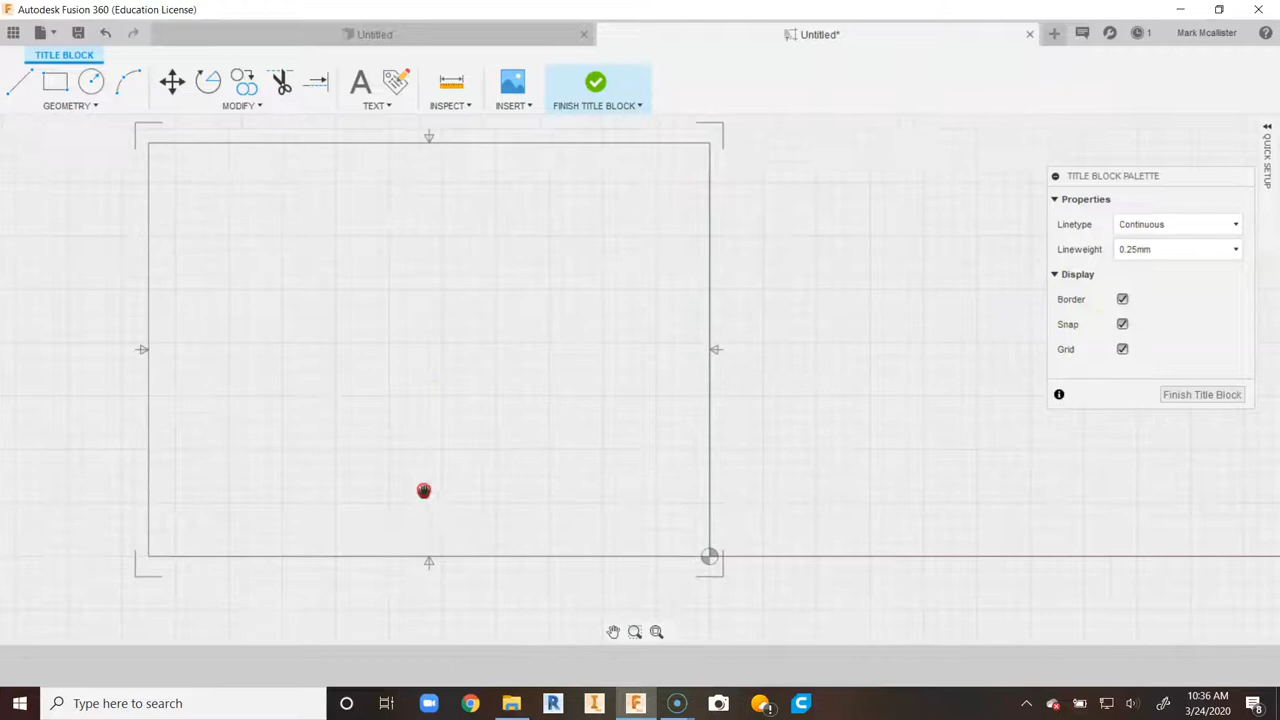 Autodesk Fusion 360 (Education License)
Untitled
Untitled*
1
Mark Mcallister
TITLE BLOCK
GEOMETRY
MODIFY
TEXT
INSPECT
INSERT
FINISH TITLE BLOCK
QUICK SETUP
TITLE BLOCK PALETTE
Properties
Linetype
Continuous
Lineweight
0.25mm
Display
Border
Snap
Grid
Finish Title Block
Type here to search
10:36 AM
3/24/2020
8